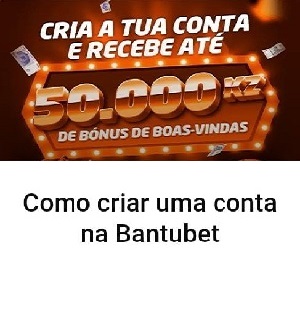 CRIA A TUA CONTA
E RECEBE ATÉ
50.000 KZ
DE BÓNUS DE BOAS-VINDAS
Como criar uma conta
na Bantubet